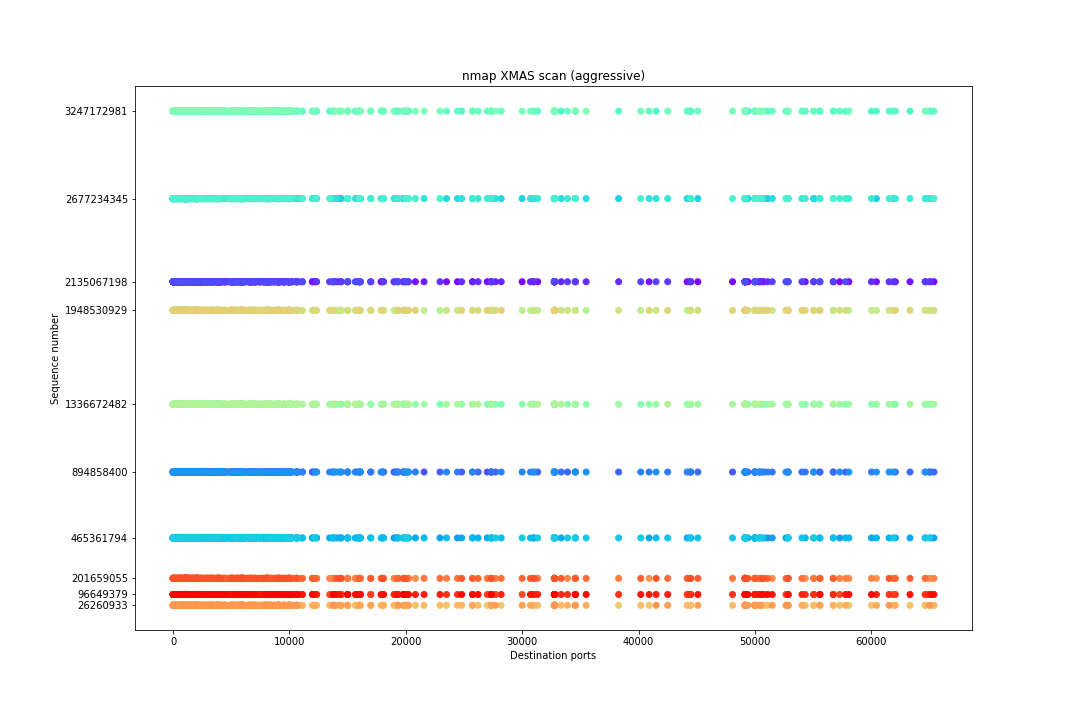 nmap XMAS scan (aggressive)
3247172981
2677234345
2135067198
1948530929
1336672482
894858400
465361794
201659055
96649379
26260933
Sequence number
0 10000 20000 30000 40000 50000 60000
Destination ports